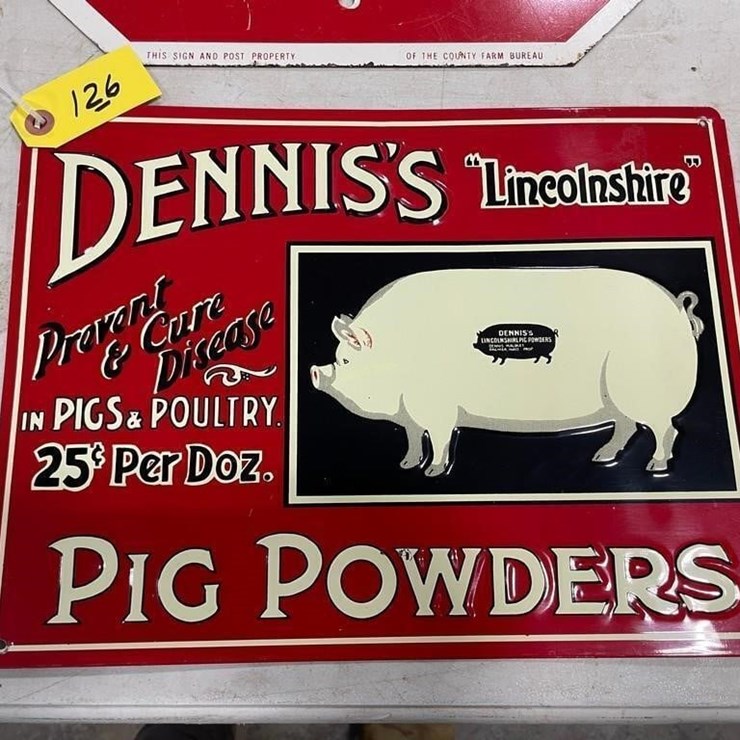 THIS SIGN AND POST PROPERTY OF THE COUNTY FARM BUREAU
126
DENNIS'S "Lincolnshire"
Prevent
& Cure
Disease
IN PIGS & POULTRY.
25¢ Per Doz.
DENNIS'S
LINCOLNSHIRE PIG POWDERS
PIG POWDERS